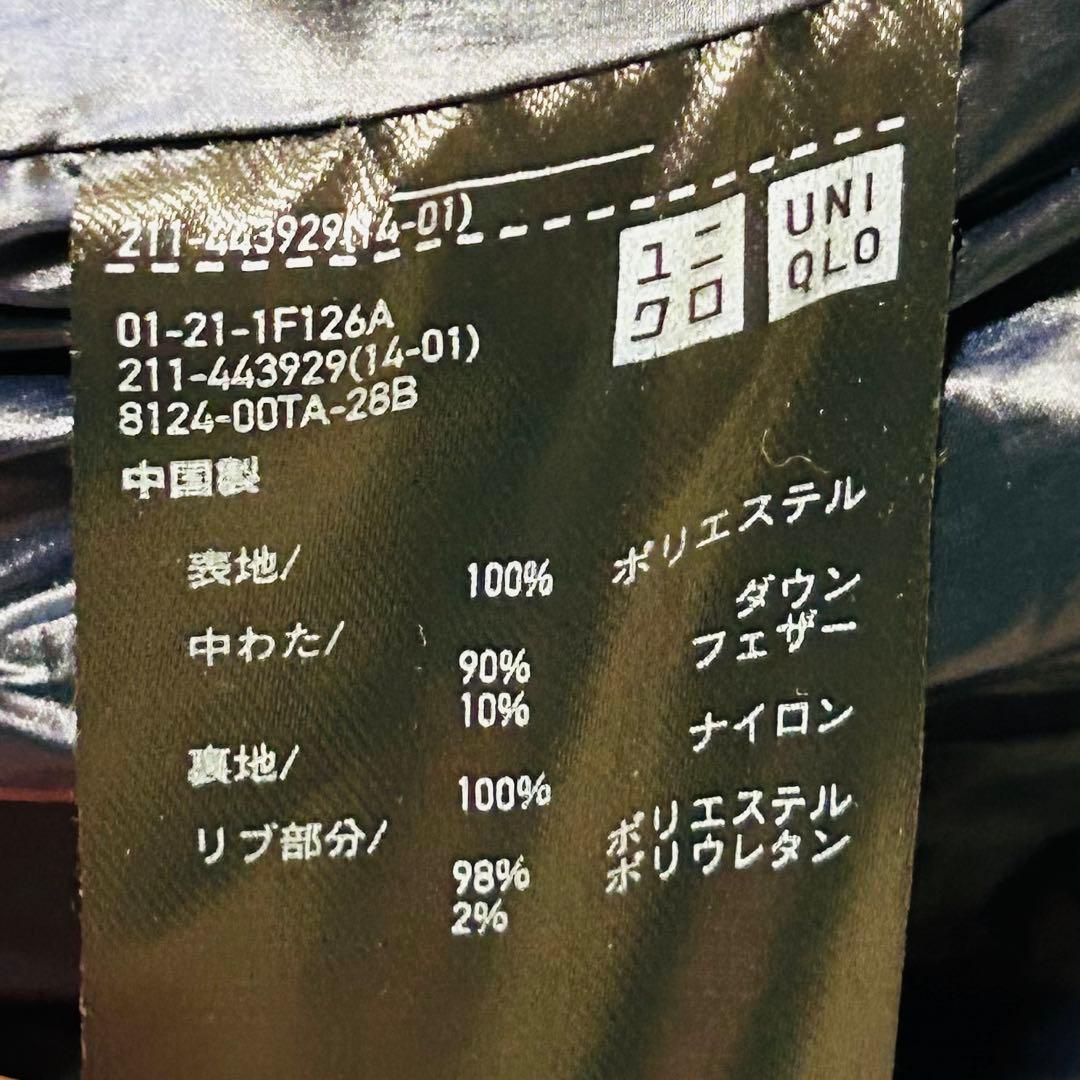 211-443929(14-01)
ユニ
クロ
UNI
QLO
01-21-1F126A
211-443929(14-01)
8124-00TA-28B
中国製
表地/ 100% ポリエステル
中わた/ 90% ダウン
10% フェザー
裏地/ 100% ナイロン
リブ部分/ 98% ポリエステル
2% ポリウレタン